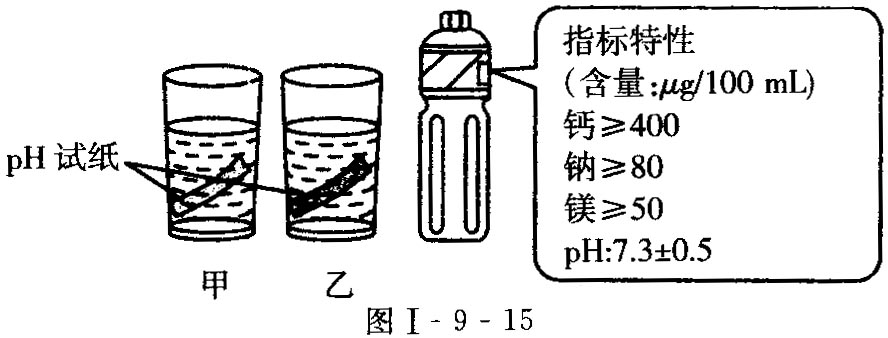 指标特性
(含量:μg/100 mL)
钙≥400
钠≥80
镁≥50
pH:7.3±0.5
pH 试纸
甲
乙
图 I-9-15